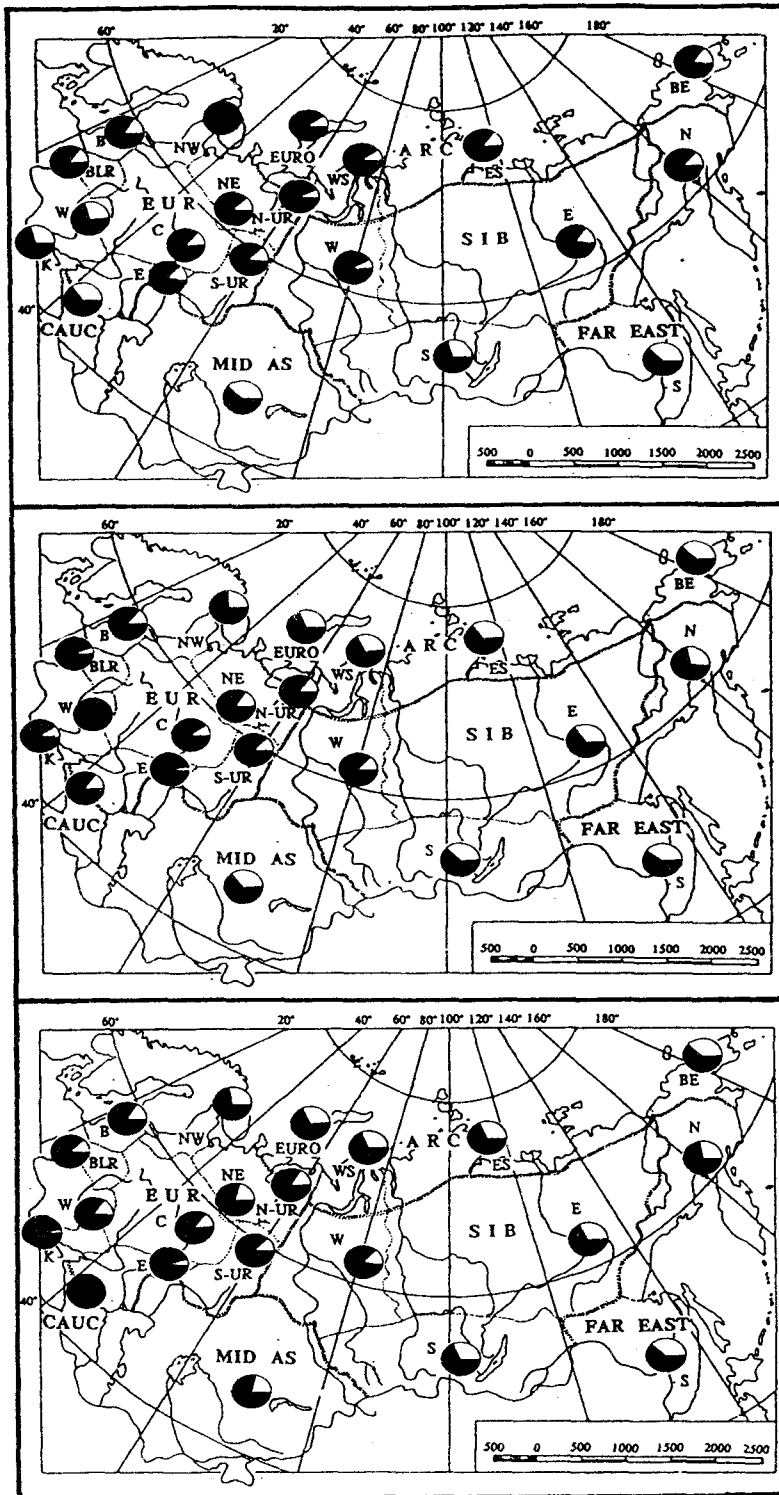 60° 20° 40° 60° 80° 100° 120° 140° 160° 180°
BE
B NW EURO ARC N
BLR WS ES
NE
W EUR N-UR SIB E
C W
K E S-UR
40° CAUC FAR EAST
MID AS S S
500 0 500 1000 1500 2000 2500
60° 20° 40° 60° 80° 100° 120° 140° 160° 180°
BE
B NW EURO ARC N
BLR WS ES
NE
W EUR N-UR SIB E
C W
K E S-UR
40° CAUC FAR EAST
MID AS S S
500 0 500 1000 1500 2000 2500
60° 20° 40° 60° 80° 100° 120° 140° 160° 180°
BE
B NW EURO ARC N
BLR WS ES
NE
W EUR N-UR SIB E
C W
K E S-UR
40° CAUC FAR EAST
MID AS S S
500 0 500 1000 1500 2000 2500